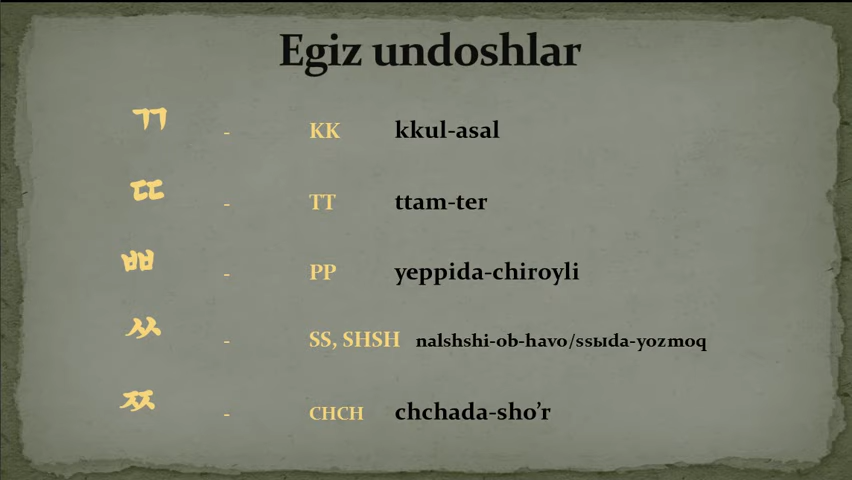 Egiz undoshlar
ㄲ - KK kkul-asal
ㄸ - TT ttam-ter
ㅃ - PP yeppida-chiroyli
ㅆ - SS, SHSH nalshshi-ob-havo/ssыda-yozmoq
ㅉ - CHCH chchada-sho’r